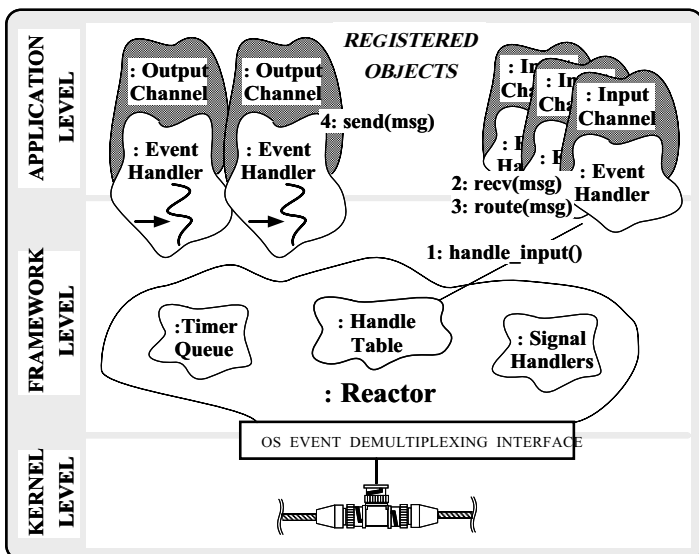 APPLICATION
LEVEL
REGISTERED
OBJECTS
: Output
Channel
: Output
Channel
4: send(msg)
: Event
Handler
: Event
Handler
: Input
Channel
: Event
Handler
2: recv(msg)
3: route(msg)
1: handle_input()
FRAMEWORK
LEVEL
:Timer
Queue
: Handle
Table
: Signal
Handlers
: Reactor
OS EVENT DEMULTIPLEXING INTERFACE
KERNEL
LEVEL